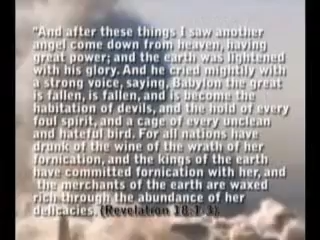 "And after these things I saw another
angel come down from heaven, having
great power; and the earth was lightened
with his glory. And he cried mightily with
a strong voice, saying, Babylon the great
is fallen, is fallen, and is become the
habitation of devils, and the hold of every
foul spirit, and a cage of every unclean
and hateful bird. For all nations have
drunk of the wine of the wrath of her
fornication, and the kings of the earth
have committed fornication with her, and
the merchants of the earth are waxed
rich through the abundance of her
delicacies. (Revelation 18:1-3).